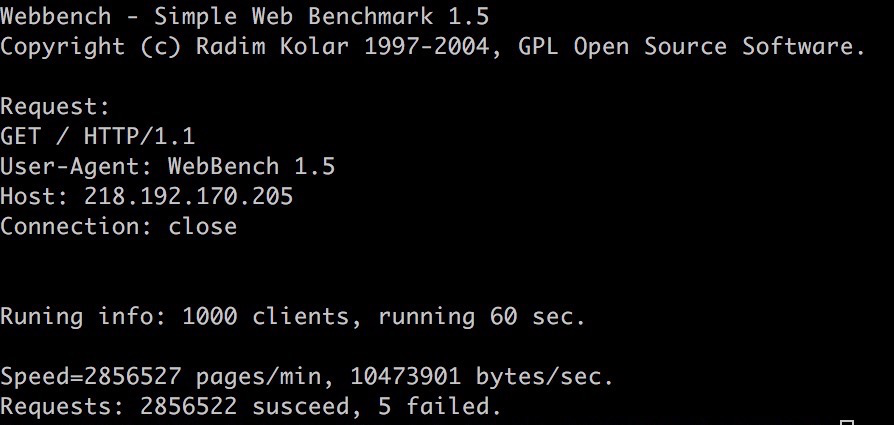 Webbench - Simple Web Benchmark 1.5
Copyright (c) Radim Kolar 1997-2004, GPL Open Source Software.
Request:
GET / HTTP/1.1
User-Agent: WebBench 1.5
Host: 218.192.170.205
Connection: close
Runing info: 1000 clients, running 60 sec.
Speed=2856527 pages/min, 10473901 bytes/sec.
Requests: 2856522 susceed, 5 failed.